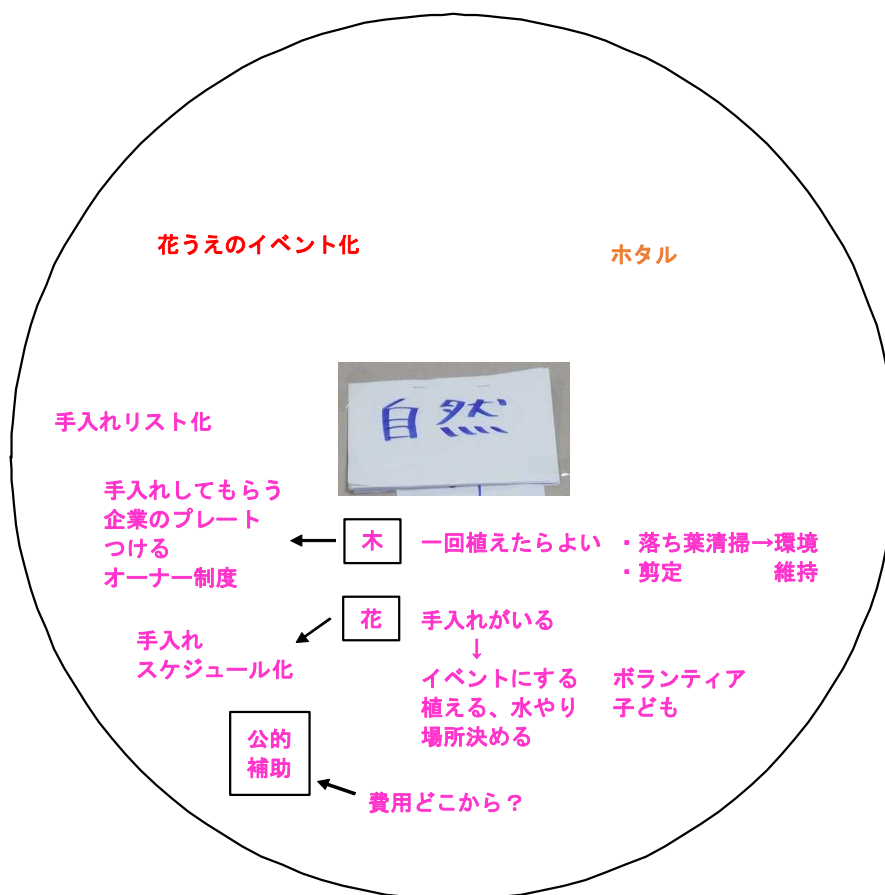 花うえのイベント化
ホタル
自然
手入れリスト化
手入れしてもらう
企業のプレート
つける
オーナー制度
木
一回植えたらよい
・落ち葉清掃→環境
・剪定 維持
花
手入れがいる
↓
手入れ
スケジュール化
イベントにする ボランティア
植える、水やり 子ども
場所決める
公的
補助
費用どこから？